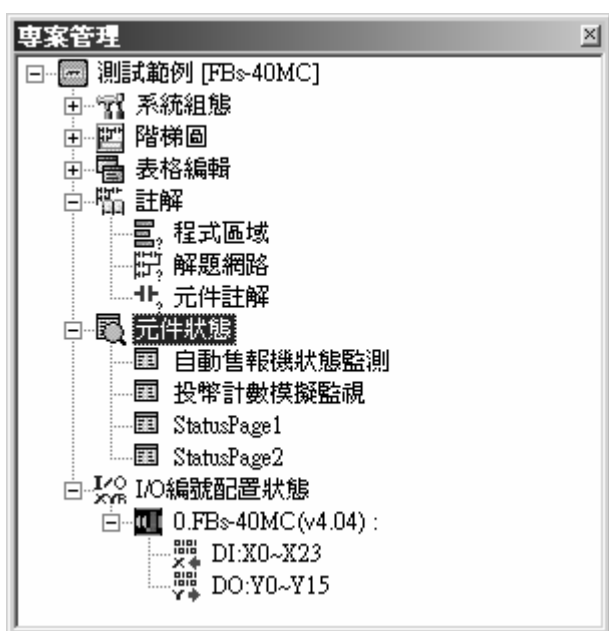 専案管理
測試範例 [FBs-40MC]
系統組態
階梯圖
表格編輯
註解
程式區域
解題網路
元件註解
元件狀態
自動售報機狀態監測
投幣計數模擬監視
StatusPage1
StatusPage2
I/O編號配置狀態
0.FBs-40MC(v4.04) :
DI:X0~X23
DO:Y0~Y15